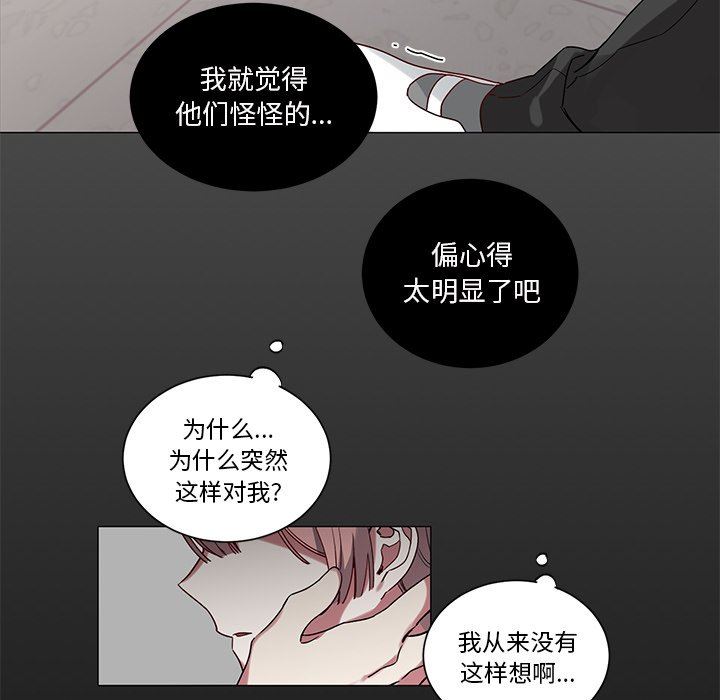 我就觉得
他们怪怪的...
偏心得
太明显了吧
为什么...
为什么突然
这样对我?
我从来没有
这样想啊...